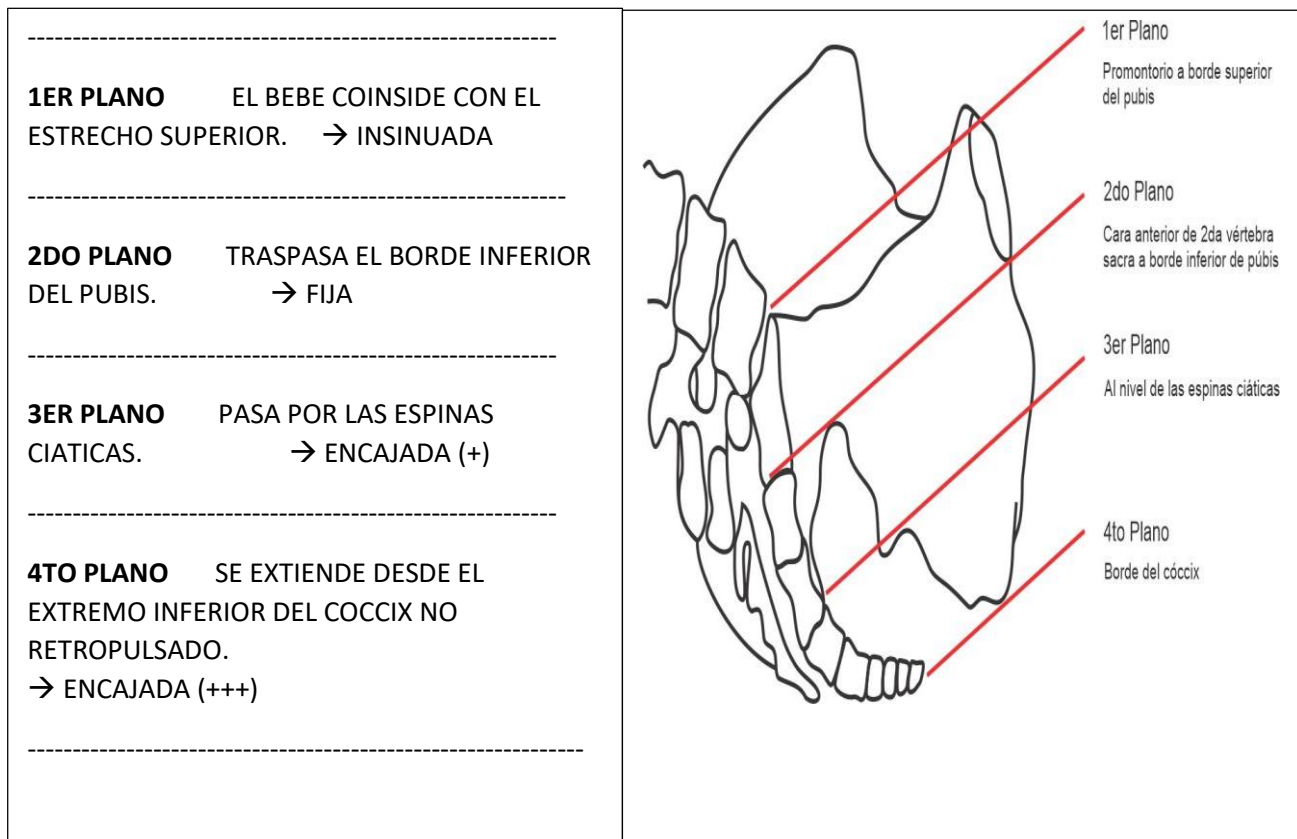 -----------------------------------------------------------
1ER PLANO EL BEBE COINSIDE CON EL
ESTRECHO SUPERIOR. → INSINUADA
------------------------------------------------------------
2DO PLANO TRASPASA EL BORDE INFERIOR
DEL PUBIS. → FIJA
-----------------------------------------------------------
3ER PLANO PASA POR LAS ESPINAS
CIATICAS. → ENCAJADA (+)
-----------------------------------------------------------
4TO PLANO SE EXTIENDE DESDE EL
EXTREMO INFERIOR DEL COCCIX NO
RETROPULSADO.
→ ENCAJADA (+++)
--------------------------------------------------------------
1er Plano
Promontorio a borde superior
del pubis
2do Plano
Cara anterior de 2da vértebra
sacra a borde inferior de púbis
3er Plano
Al nivel de las espinas ciáticas
4to Plano
Borde del cóccix